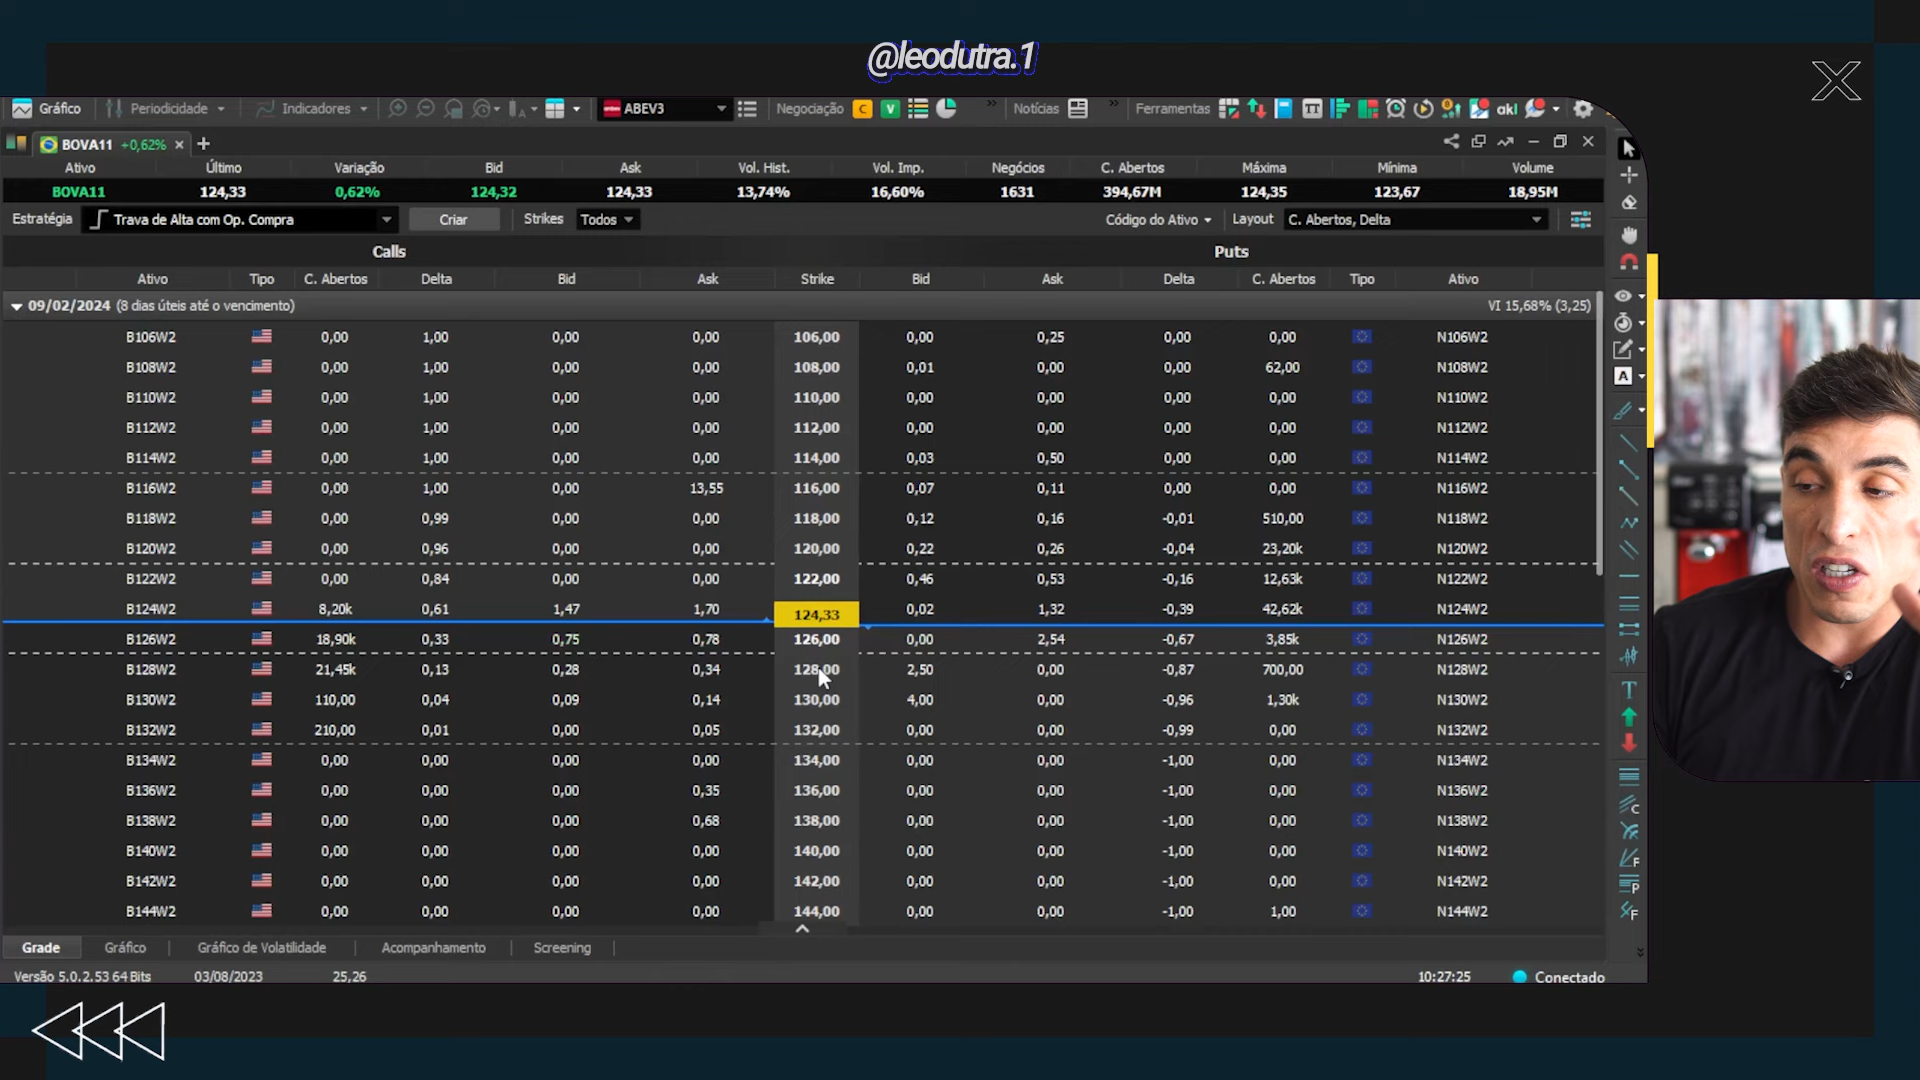 @leodutra.1
Gráfico Periodicidade Indicadores ABEV3 Negociação C V Notícias Ferramentas akl
BOVA11 +0,62%
Ativo Último Variação Bid Ask Vol. Hist. Vol. Imp. Negócios C. Abertos Máxima Mínima Volume
BOVA11 124,33 0,62% 124,32 124,33 13,74% 16,60% 1631 394,67M 124,35 123,67 18,95M
Estratégia Trava de Alta com Op. Compra Criar Strikes Todos Código do Ativo Layout C. Abertos, Delta
Calls Puts
Ativo Tipo C. Abertos Delta Bid Ask Strike Bid Ask Delta C. Abertos Tipo Ativo
09/02/2024 (8 dias úteis até o vencimento) VI 15,68% (3,25)
B106W2 0,00 1,00 0,00 0,00 106,00 0,00 0,25 0,00 0,00 N106W2
B108W2 0,00 1,00 0,00 0,00 108,00 0,01 0,00 0,00 62,00 N108W2
B110W2 0,00 1,00 0,00 0,00 110,00 0,00 0,00 0,00 0,00 N110W2
B112W2 0,00 1,00 0,00 0,00 112,00 0,00 0,00 0,00 0,00 N112W2
B114W2 0,00 1,00 0,00 0,00 114,00 0,03 0,50 0,00 0,00 N114W2
B116W2 0,00 1,00 0,00 13,55 116,00 0,07 0,11 0,00 0,00 N116W2
B118W2 0,00 0,99 0,00 0,00 118,00 0,12 0,16 -0,01 510,00 N118W2
B120W2 0,00 0,96 0,00 0,00 120,00 0,22 0,26 -0,04 23,20k N120W2
B122W2 0,00 0,84 0,00 0,00 122,00 0,46 0,53 -0,16 12,63k N122W2
B124W2 8,20k 0,61 1,47 1,70 124,33 0,02 1,32 -0,39 42,62k N124W2
B126W2 18,90k 0,33 0,75 0,78 126,00 0,00 2,54 -0,67 3,85k N126W2
B128W2 21,45k 0,13 0,28 0,34 128,00 2,50 0,00 -0,87 700,00 N128W2
B130W2 110,00 0,04 0,09 0,14 130,00 4,00 0,00 -0,96 1,30k N130W2
B132W2 210,00 0,01 0,00 0,05 132,00 0,00 0,00 -0,99 0,00 N132W2
B134W2 0,00 0,00 0,00 0,00 134,00 0,00 0,00 -1,00 0,00 N134W2
B136W2 0,00 0,00 0,00 0,35 136,00 0,00 0,00 -1,00 0,00 N136W2
B138W2 0,00 0,00 0,00 0,68 138,00 0,00 0,00 -1,00 0,00 N138W2
B140W2 0,00 0,00 0,00 0,00 140,00 0,00 0,00 -1,00 0,00 N140W2
B142W2 0,00 0,00 0,00 0,00 142,00 0,00 0,00 -1,00 0,00 N142W2
B144W2 0,00 0,00 0,00 0,00 144,00 0,00 0,00 -1,00 1,00 N144W2
Grade Gráfico Gráfico de Volatilidade Acompanhamento Screening
Versão 5.0.2.53 64 Bits 03/08/2023 25,26 10:27:25 Conectado